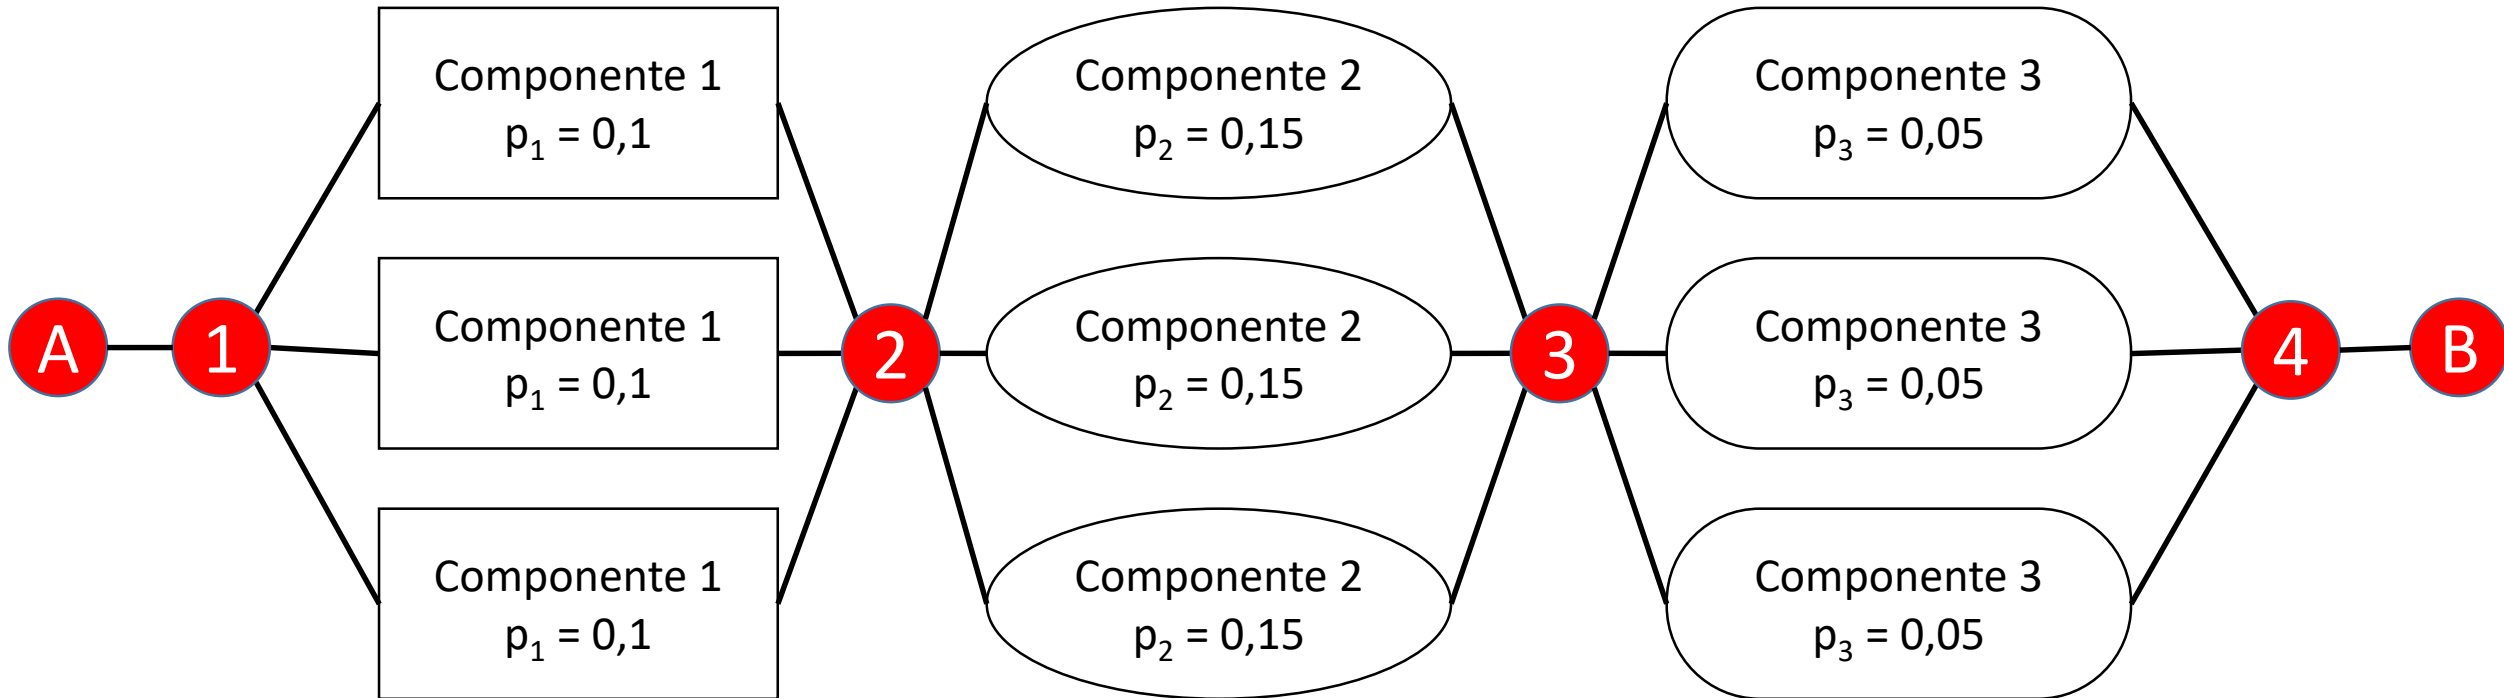 Componente 1
p₁ = 0,1
Componente 2
p₂ = 0,15
Componente 3
p₃ = 0,05
A
1
Componente 1
p₁ = 0,1
2
Componente 2
p₂ = 0,15
3
Componente 3
p₃ = 0,05
4
B
Componente 1
p₁ = 0,1
Componente 2
p₂ = 0,15
Componente 3
p₃ = 0,05